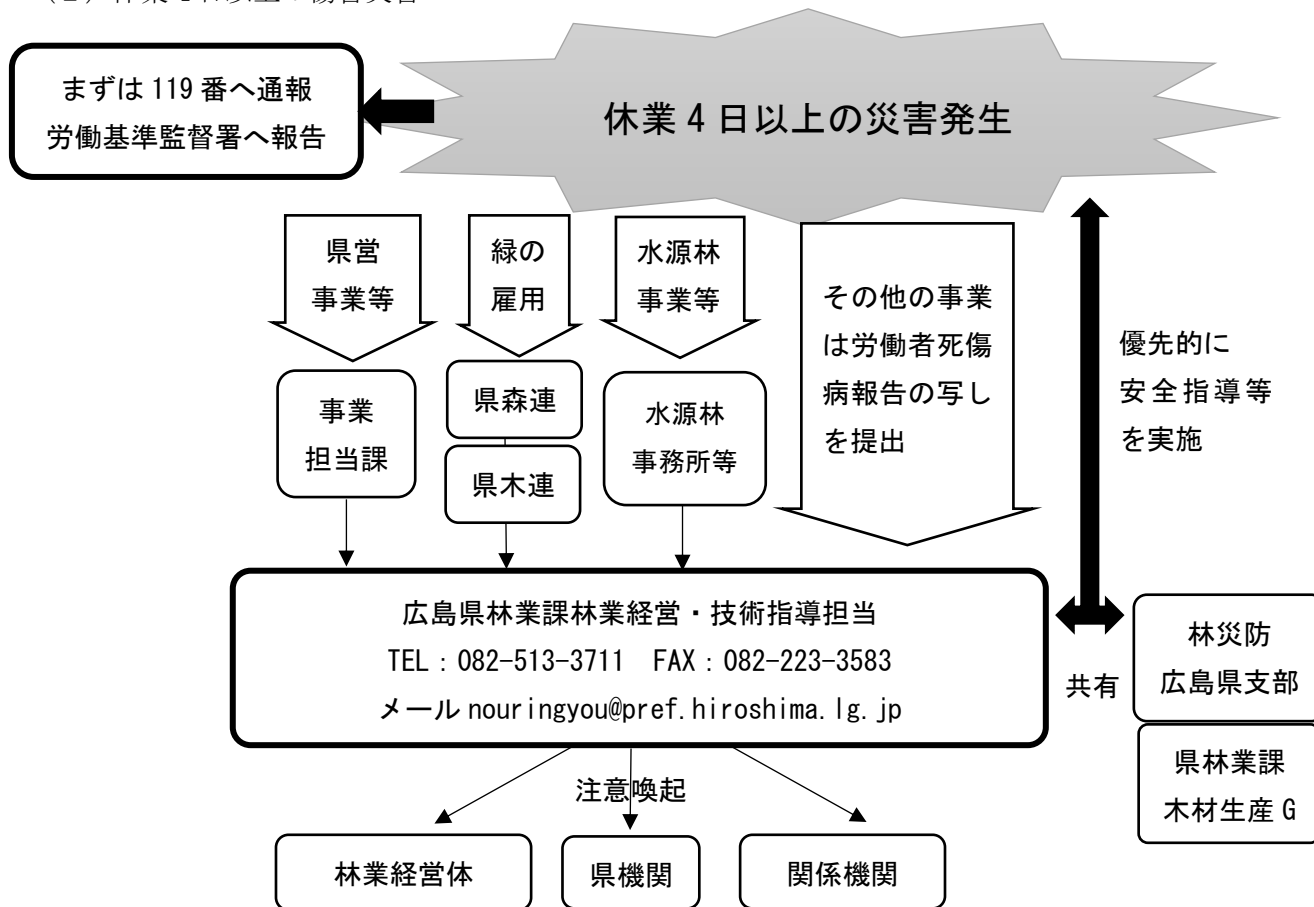 まずは 119 番へ通報
労働基準監督署へ報告
休業 4 日以上の災害発生
県営
事業等
緑の
雇用
水源林
事業等
その他の事業
は労働者死傷
病報告の写し
を提出
優先的に
安全指導等
を実施
事業
担当課
県森連
県木連
水源林
事務所等
広島県林業課林業経営・技術指導担当
TEL：082-513-3711 FAX：082-223-3583
メール nouringyou@pref.hiroshima.lg.jp
共有
林災防
広島県支部
県林業課
木材生産 G
注意喚起
林業経営体
県機関
関係機関